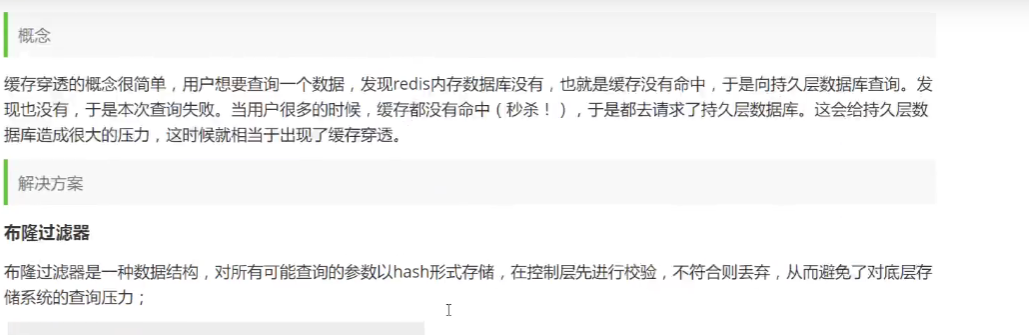 概念
缓存穿透的概念很简单，用户想要查询一个数据，发现redis内存数据库没有，也就是缓存没有命中，于是向持久层数据库查询。发
现也没有，于是本次查询失败。当用户很多的时候，缓存都没有命中（秒杀！），于是都去请求了持久层数据库。这会给持久层数
据库造成很大的压力，这时候就相当于出现了缓存穿透。
解决方案
布隆过滤器
布隆过滤器是一种数据结构，对所有可能查询的参数以hash形式存储，在控制层先进行校验，不符合则丢弃，从而避免了对底层存
储系统的查询压力；